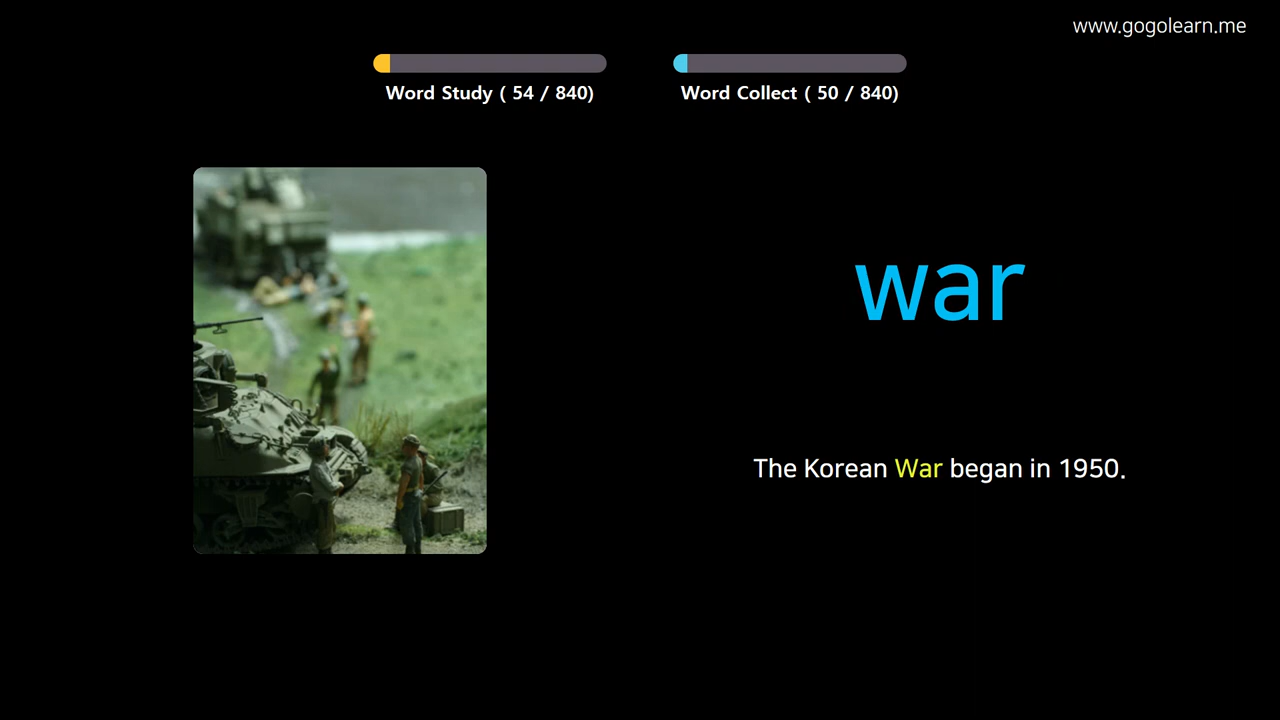 www.gogolearn.me
Word Study ( 54 / 840)
Word Collect ( 50 / 840)
war
The Korean War began in 1950.